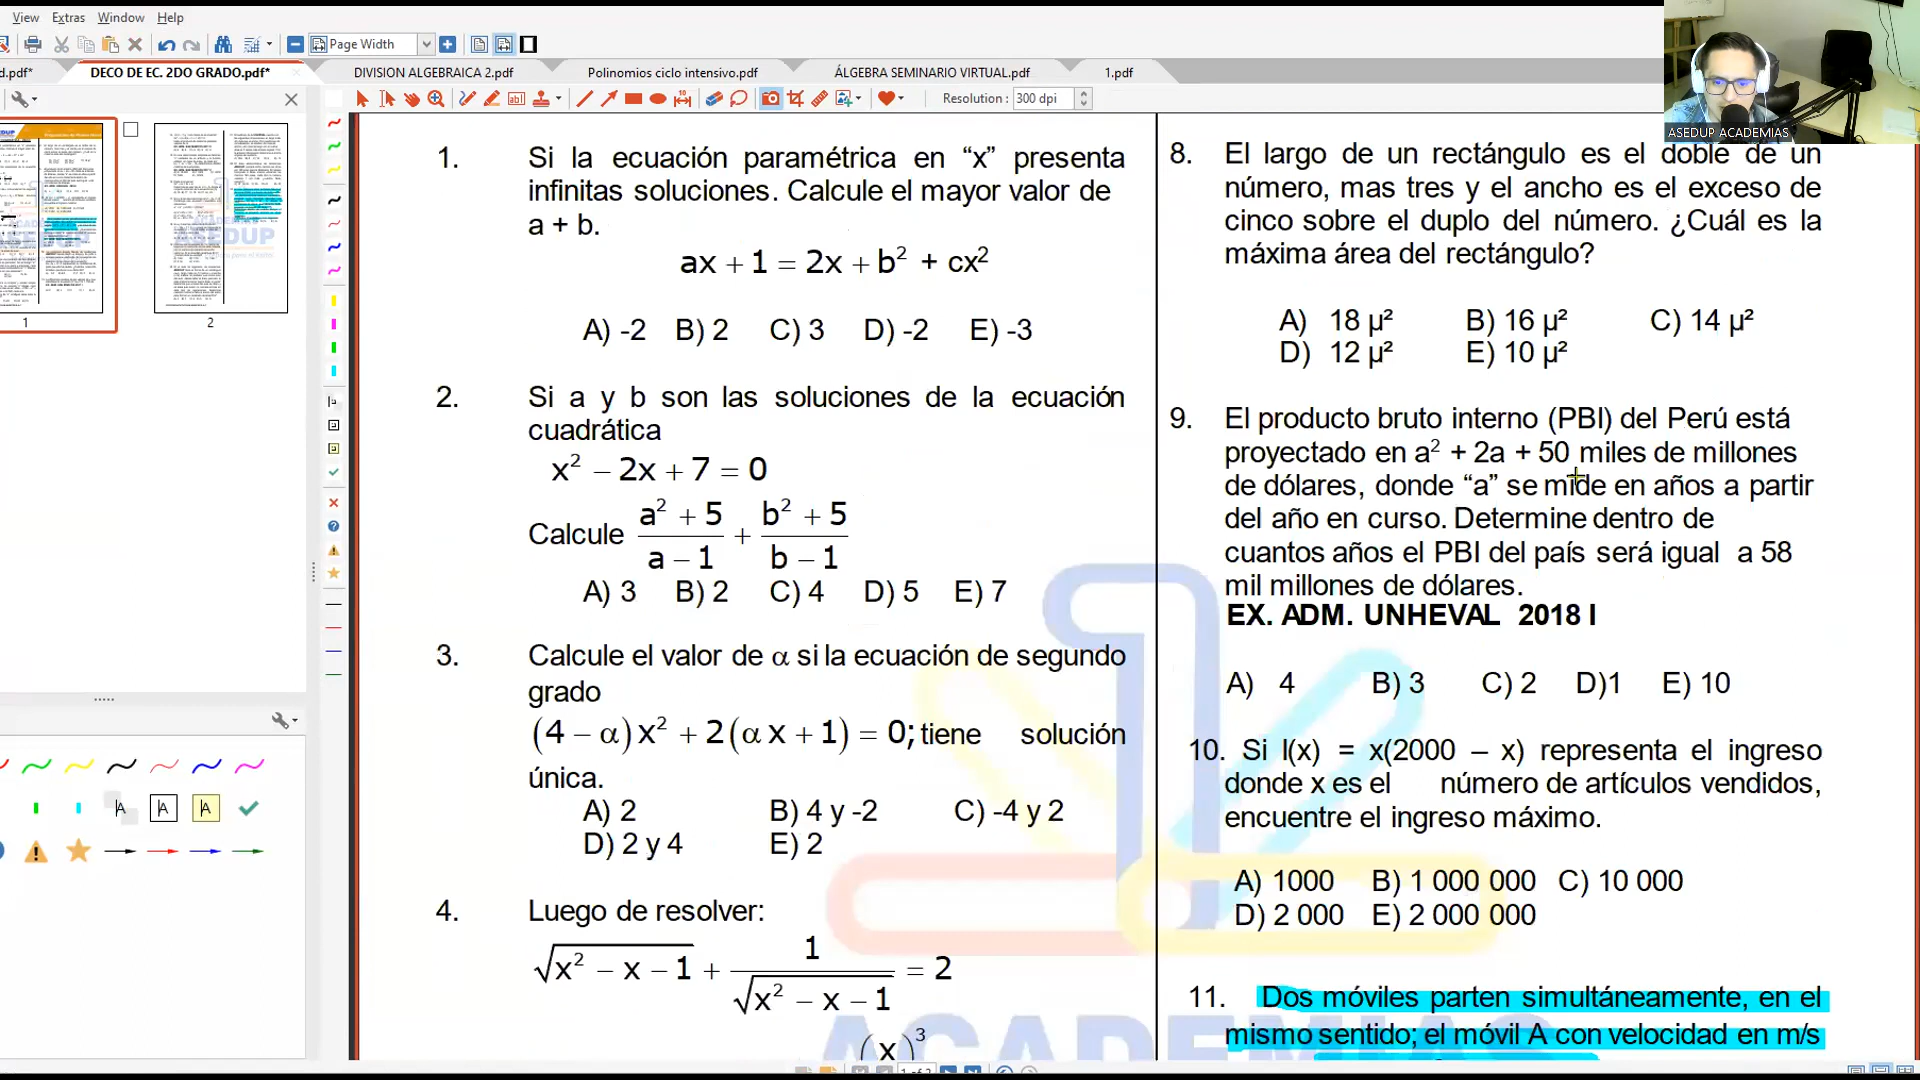 View Extras Window Help
Page Width
Resolution : 300 dpi
d.pdf* DECO DE EC. 2DO GRADO.pdf* DIVISION ALGEBRAICA 2.pdf Polinomios ciclo intensivo.pdf ÁLGEBRA SEMINARIO VIRTUAL.pdf 1.pdf
ASEDUP ACADEMIAS
1
2
1. Si la ecuación paramétrica en “x” presenta
infinitas soluciones. Calcule el mayor valor de
a + b.
ax + 1 = 2x + b² + cx²
A) -2 B) 2 C) 3 D) -2 E) -3
2. Si a y b son las soluciones de la ecuación
cuadrática
x² − 2x + 7 = 0
Calcule (a² + 5)/(a − 1) + (b² + 5)/(b − 1)
A) 3 B) 2 C) 4 D) 5 E) 7
3. Calcule el valor de α si la ecuación de segundo
grado
(4 − α)x² + 2(α x + 1) = 0; tiene solución
única.
A) 2 B) 4 y -2 C) -4 y 2
D) 2 y 4 E) 2
4. Luego de resolver:
√(x² − x − 1) + 1/√(x² − x − 1) = 2
(x)³
8. El largo de un rectángulo es el doble de un
número, mas tres y el ancho es el exceso de
cinco sobre el duplo del número. ¿Cuál es la
máxima área del rectángulo?
A) 18 µ² B) 16 µ² C) 14 µ²
D) 12 µ² E) 10 µ²
9. El producto bruto interno (PBI) del Perú está
proyectado en a² + 2a + 50 miles de millones
de dólares, donde “a” se mide en años a partir
del año en curso. Determine dentro de
cuantos años el PBI del país será igual a 58
mil millones de dólares.
EX. ADM. UNHEVAL 2018 I
A) 4 B) 3 C) 2 D)1 E) 10
10. Si I(x) = x(2000 – x) representa el ingreso
donde x es el número de artículos vendidos,
encuentre el ingreso máximo.
A) 1000 B) 1 000 000 C) 10 000
D) 2 000 E) 2 000 000
11. Dos móviles parten simultáneamente, en el
mismo sentido; el móvil A con velocidad en m/s
ACADEMIAS